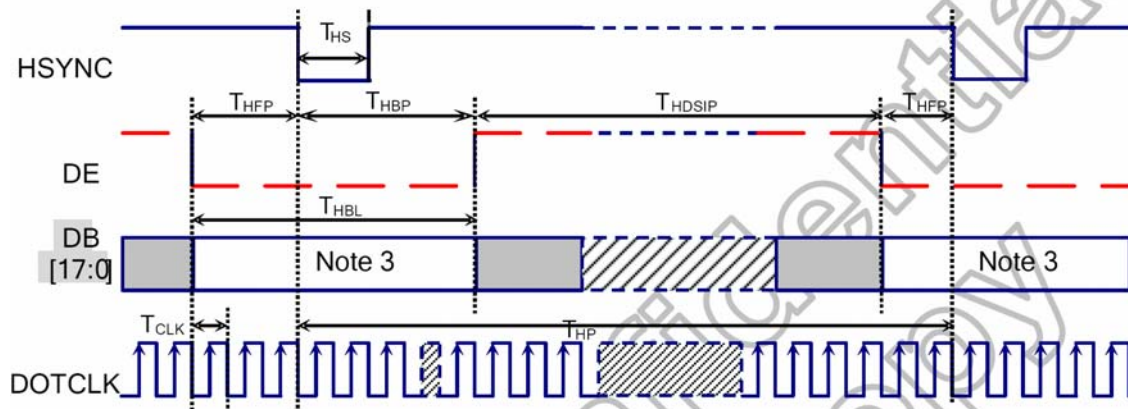 HSYNC
THS
THFP THBP THDSIP THFP
DE
THBL
DB
[17:0]
Note 3 Note 3
TCLK THP
DOTCLK